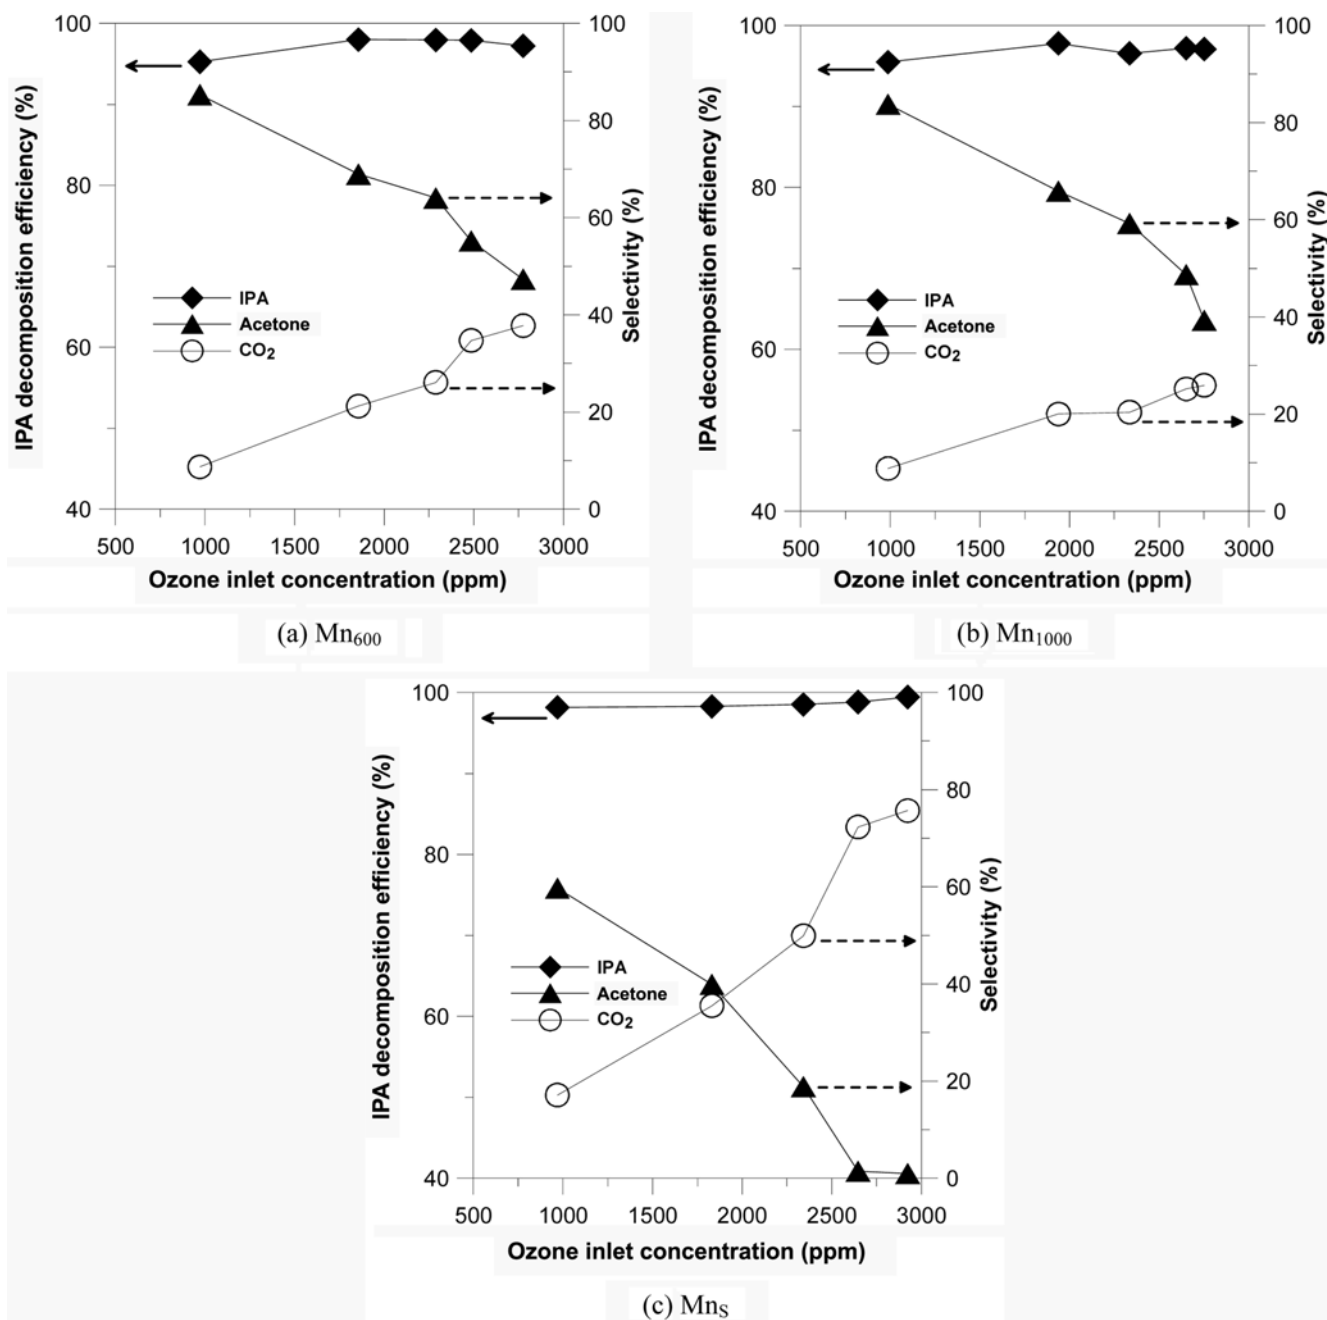 IPA decomposition efficiency (%)
100
80
60
40
100
80
60
40
20
0
Selectivity (%)
IPA
Acetone
CO₂
500 1000 1500 2000 2500 3000
Ozone inlet concentration (ppm)
(a) Mn₆₀₀
IPA decomposition efficiency (%)
100
80
60
40
100
80
60
40
20
0
Selectivity (%)
IPA
Acetone
CO₂
500 1000 1500 2000 2500 3000
Ozone inlet concentration (ppm)
(b) Mn₁₀₀₀
IPA decomposition efficiency (%)
100
80
60
40
100
80
60
40
20
0
Selectivity (%)
IPA
Acetone
CO₂
500 1000 1500 2000 2500 3000
Ozone inlet concentration (ppm)
(c) Mn<sub>S</sub>